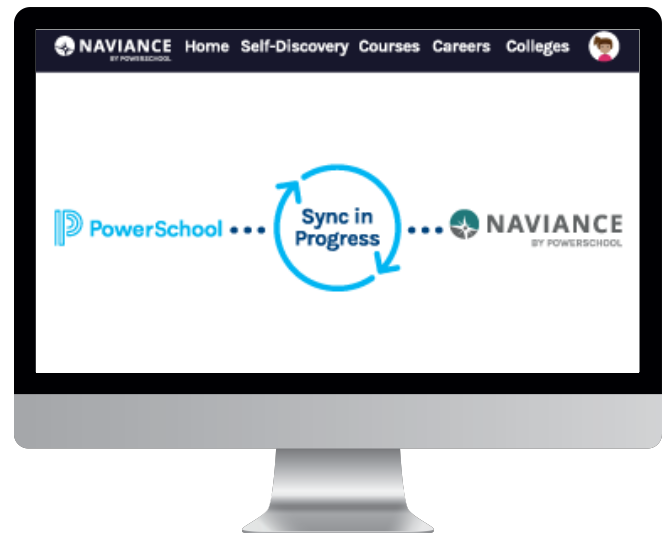 NAVIANCE Home Self-Discovery Courses Careers Colleges
BY POWERSCHOOL
PowerSchool
Sync in
Progress
NAVIANCE
BY POWERSCHOOL